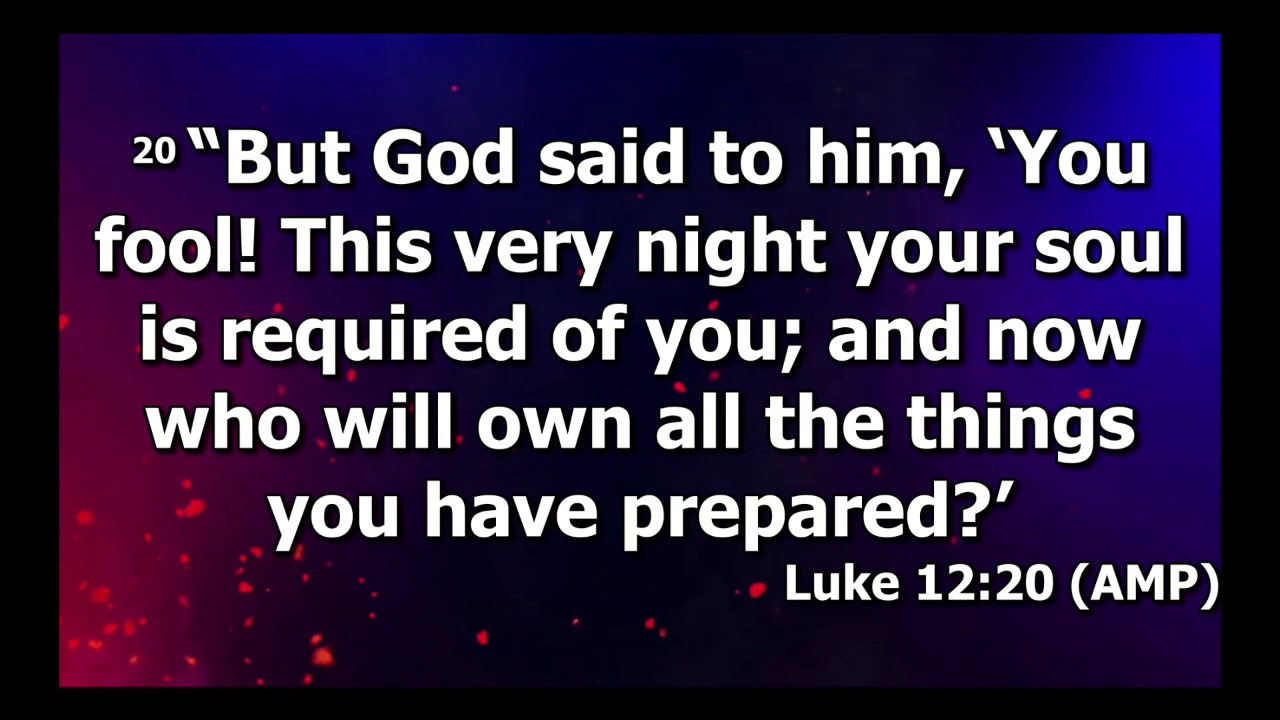 20 “But God said to him, ‘You
fool! This very night your soul
is required of you; and now
who will own all the things
you have prepared?’
Luke 12:20 (AMP)